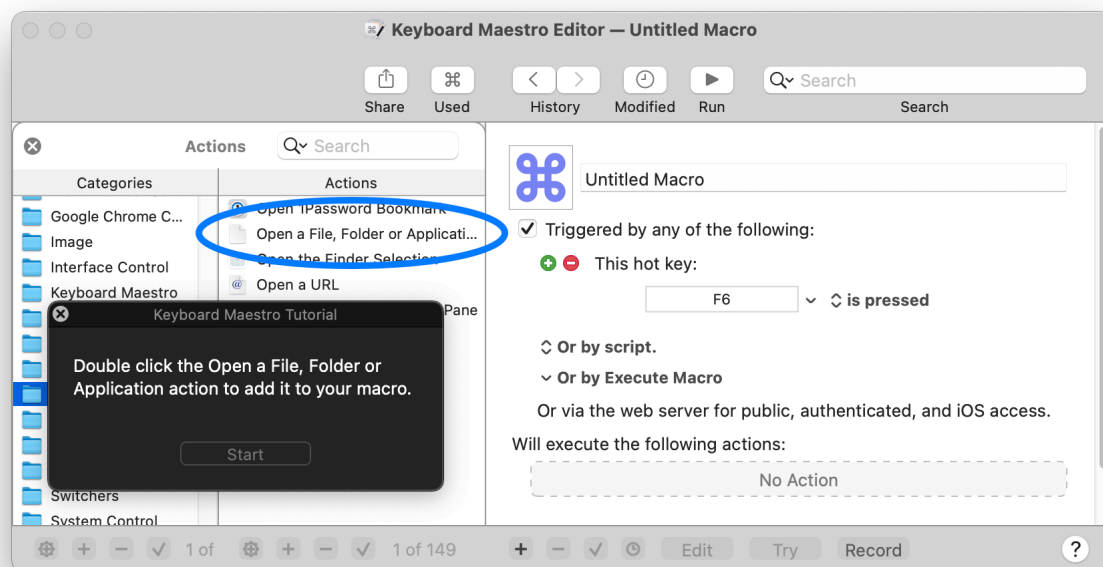 Keyboard Maestro Editor — Untitled Macro
Share
Used
History
Modified
Run
Search
Search
Actions
Search
Categories
Actions
Google Chrome C...
Image
Interface Control
Keyboard Maestro
Switchers
System Control
Open 1Password Bookmark
Open a File, Folder or Applicati...
Open the Finder Selection
Open a URL
Pane
Keyboard Maestro Tutorial
Double click the Open a File, Folder or
Application action to add it to your macro.
Start
Untitled Macro
Triggered by any of the following:
This hot key:
F6
is pressed
Or by script.
Or by Execute Macro
Or via the web server for public, authenticated, and iOS access.
Will execute the following actions:
No Action
1 of
1 of 149
Edit
Try
Record
?